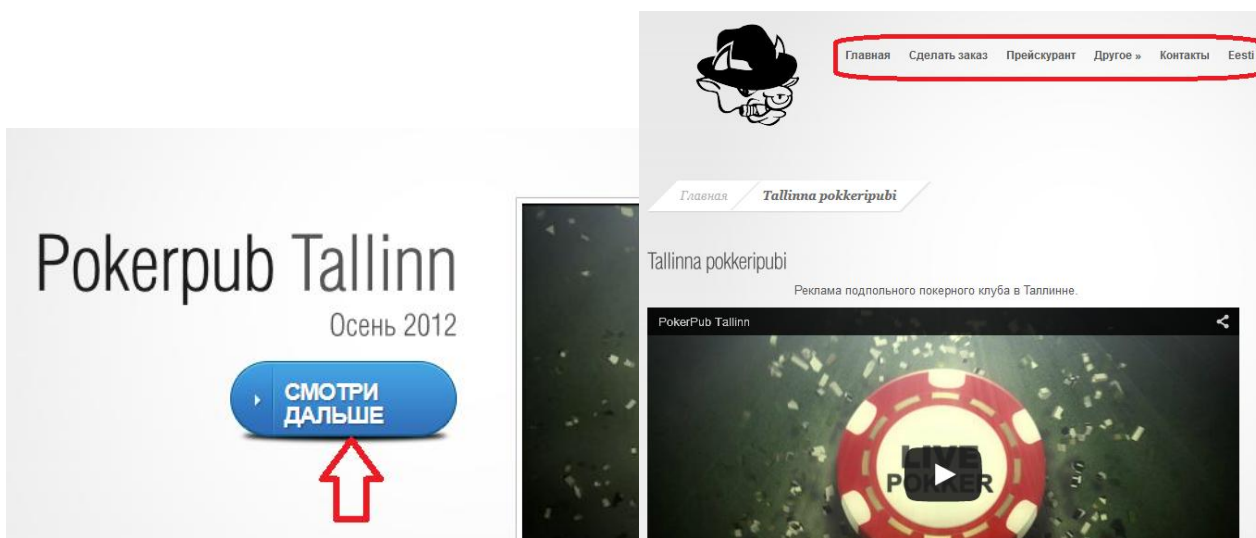 Pokerpub Tallinn
Осень 2012
СМОТРИ
ДАЛЬШЕ
Главная Сделать заказ Прейскурант Другое » Контакты Eesti
Главная Tallinna pokkeripubi
Tallinna pokkeripubi
Реклама подпольного покерного клуба в Таллинне.
PokerPub Tallinn
LIVE
POKKER